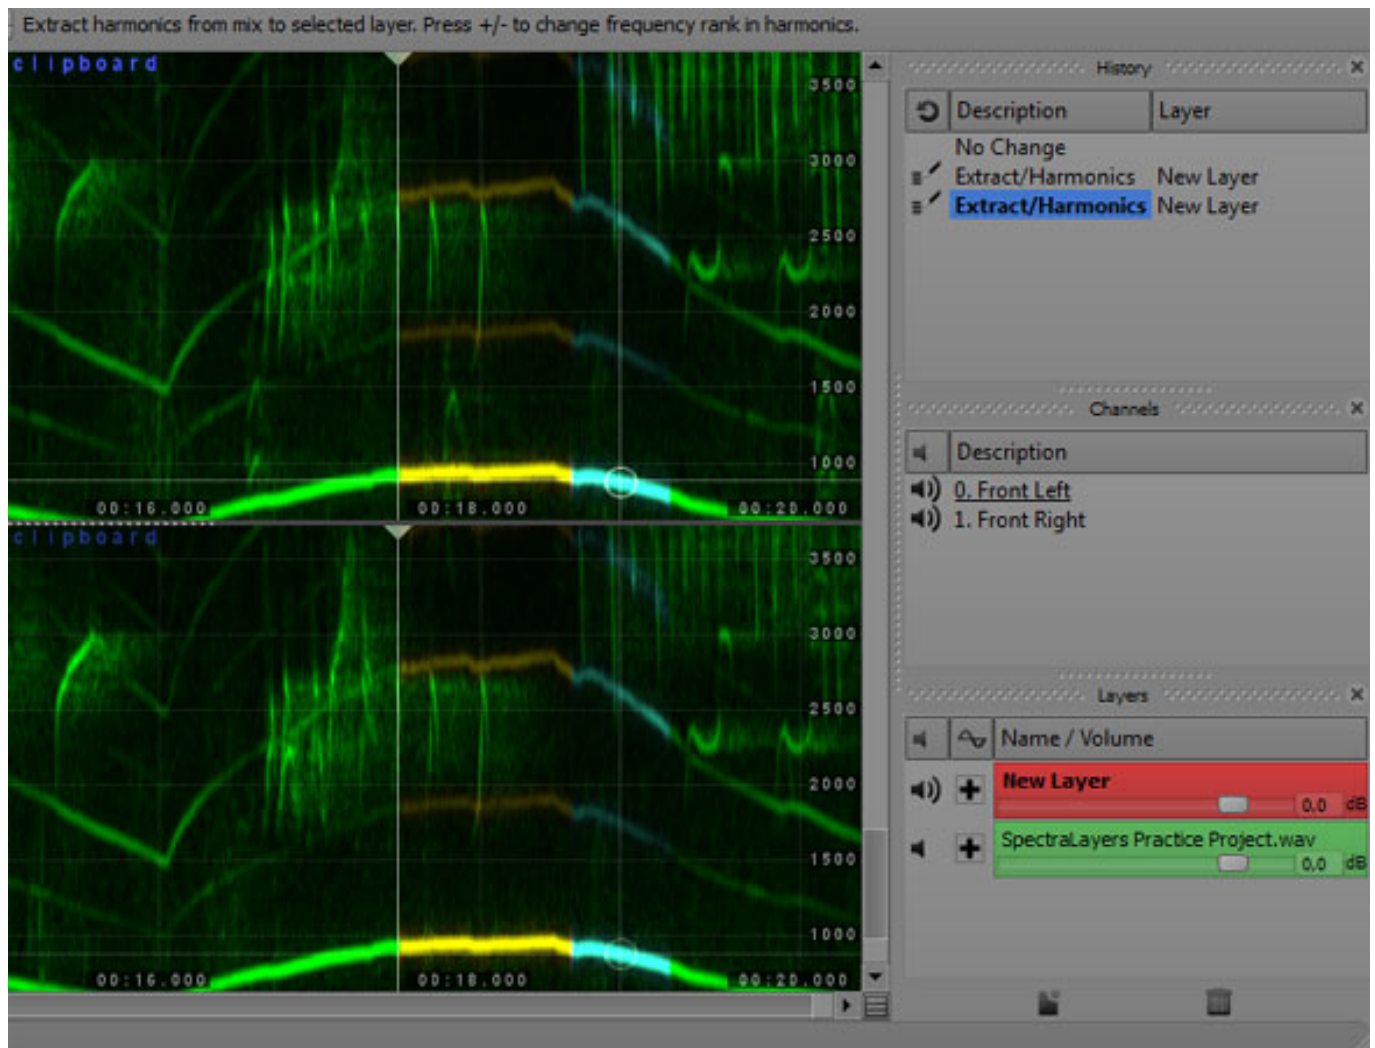 Extract harmonics from mix to selected layer. Press +/- to change frequency rank in harmonics.
clipboard
3500
3000
2500
2000
1500
1000
00:16.000
00:18.000
00:20.000
clipboard
3500
3000
2500
2000
1500
1000
00:16.000
00:18.000
00:20.000
History
Description Layer
No Change
Extract/Harmonics New Layer
Extract/Harmonics New Layer
Channels
Description
0. Front Left
1. Front Right
Layers
Name / Volume
New Layer
0,0 dB
SpectraLayers Practice Project.wav
0,0 dB